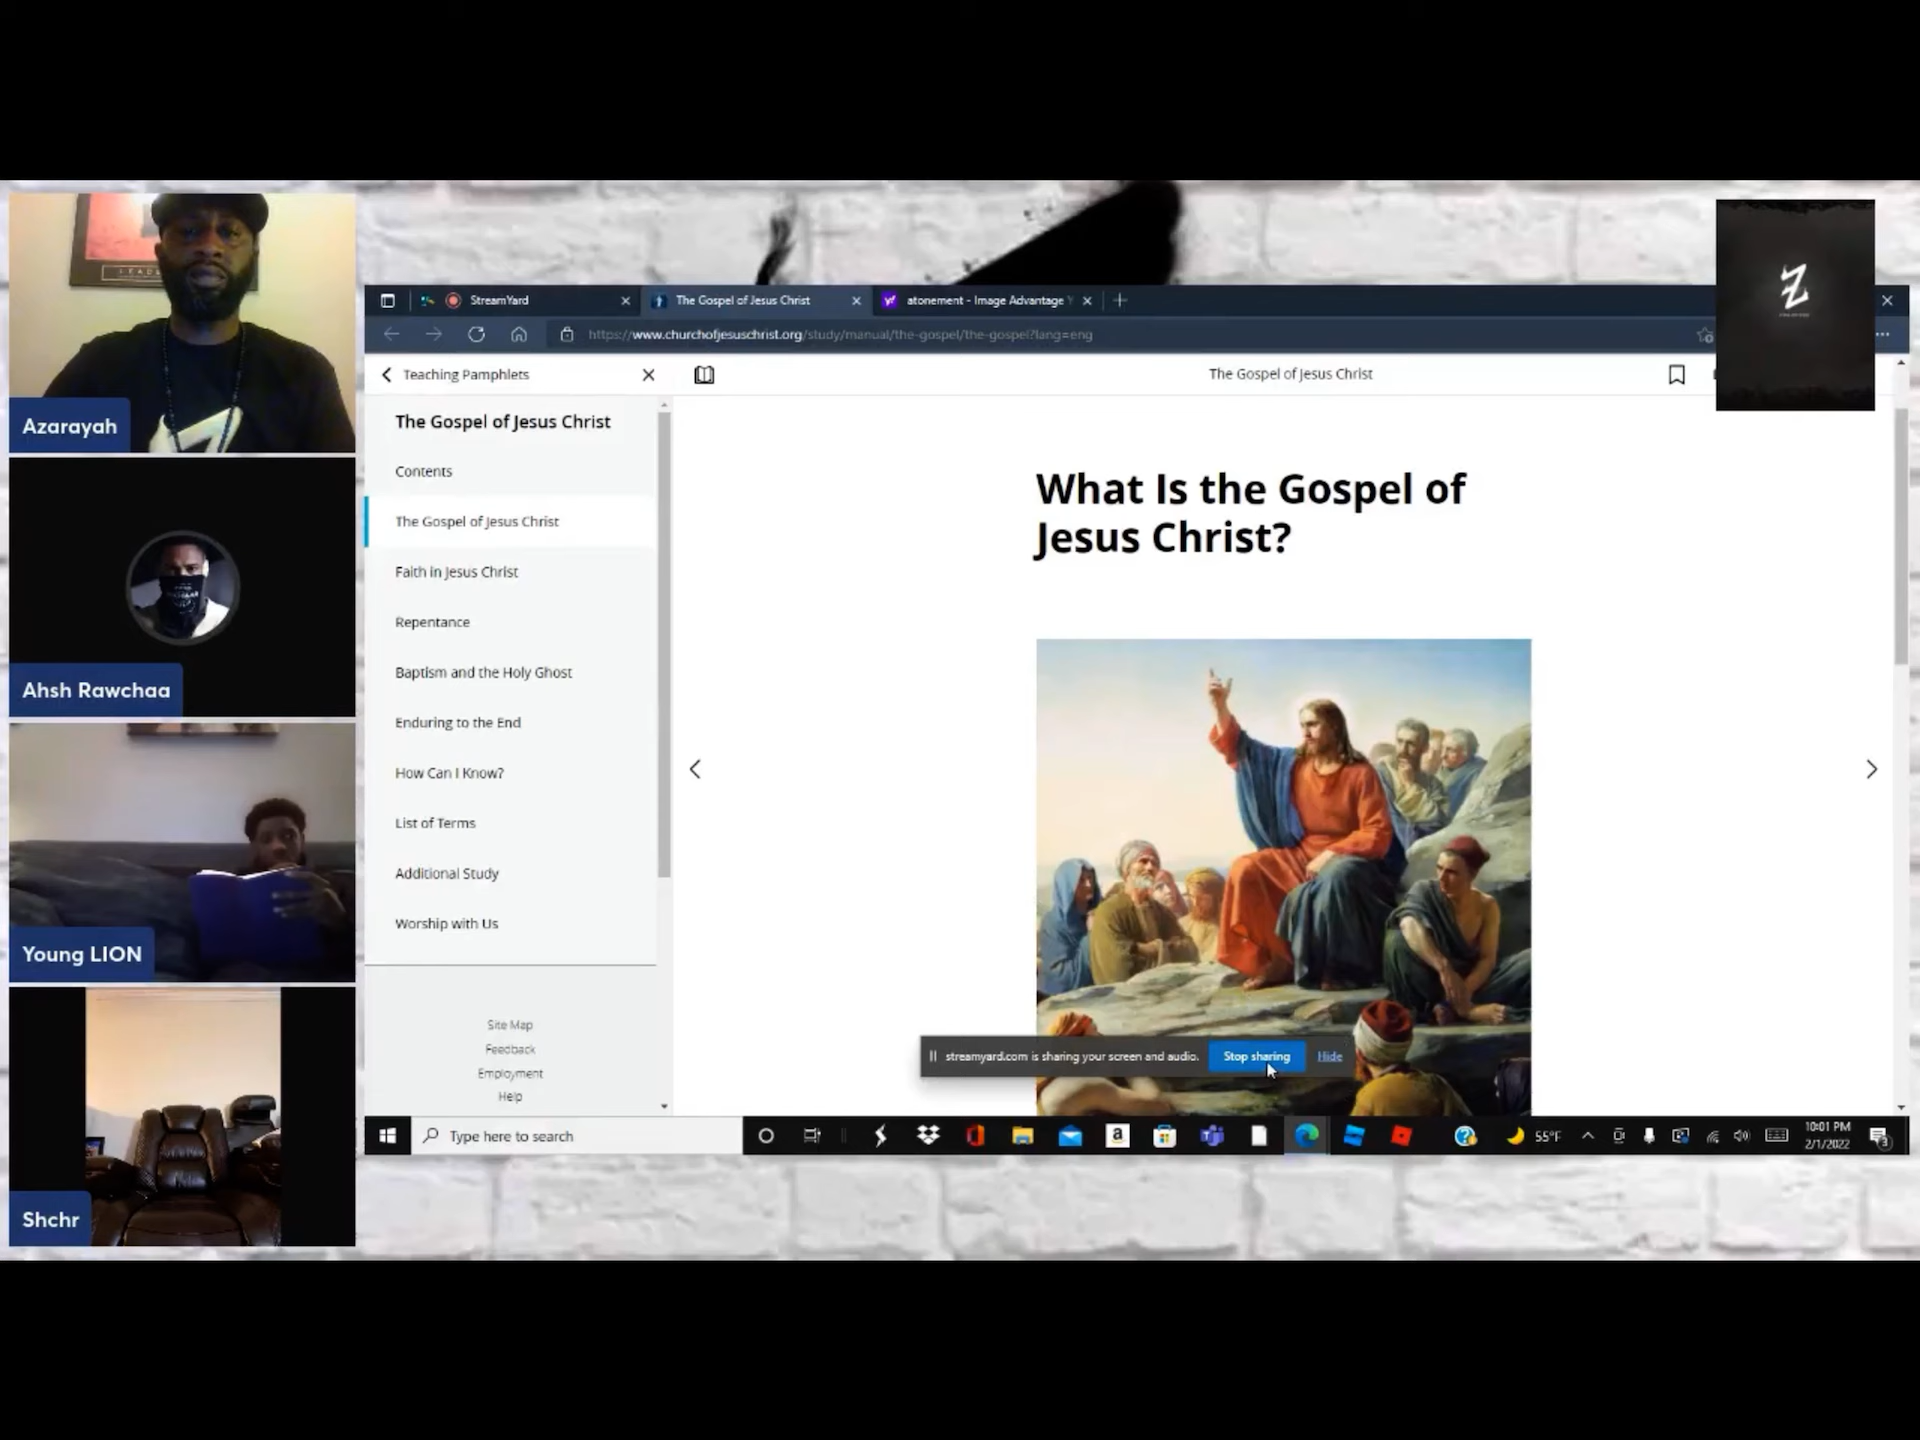 LEAD
Azarayah
Ahsh Rawchaa
Young LION
Shchr
StreamYard
The Gospel of Jesus Christ
atonement - Image Advantage
https://www.churchofjesuschrist.org/study/manual/the-gospel/the-gospel?lang=eng
Teaching Pamphlets
The Gospel of Jesus Christ
The Gospel of Jesus Christ
Contents
The Gospel of Jesus Christ
Faith in Jesus Christ
Repentance
Baptism and the Holy Ghost
Enduring to the End
How Can I Know?
List of Terms
Additional Study
Worship with Us
Site Map
Feedback
Employment
Help
What Is the Gospel of
Jesus Christ?
streamyard.com is sharing your screen and audio.
Stop sharing
Hide
Type here to search
55°F
10:01 PM
2/1/2022
3